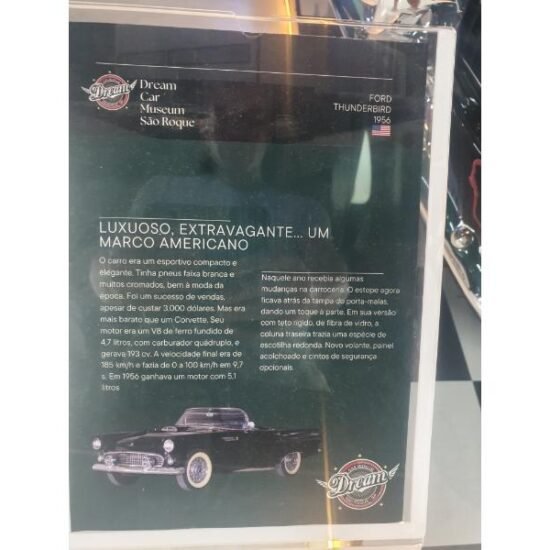 Dream
Dream
Car
Museum
São Roque
FORD
THUNDERBIRD
1956
LUXUOSO, EXTRAVAGANTE... UM
MARCO AMERICANO
O carro era um esportivo compacto e
elegante. Tinha pneus faixa branca e
muitos cromados, bem à moda da
época. Foi um sucesso de vendas,
apesar de custar 3.000 dólares. Mas era
mais barato que um Corvette. Seu
motor era um V8 de ferro fundido de
4,7 litros, com carburador quádruplo, e
gerava 193 cv. A velocidade final era de
185 km/h e fazia de 0 a 100 km/h em 9,7
s. Em 1956 ganhava um motor com 5,1
litros
Naquele ano recebia algumas
mudanças na carroceria. O estepe agora
ficava atrás da tampa do porta-malas,
dando um toque à parte. Em sua versão
com teto rígido, de fibra de vidro, a
coluna traseira trazia uma espécie de
escotilha redonda. Novo volante, painel
acolchoado e cintos de segurança
opcionais
Dream